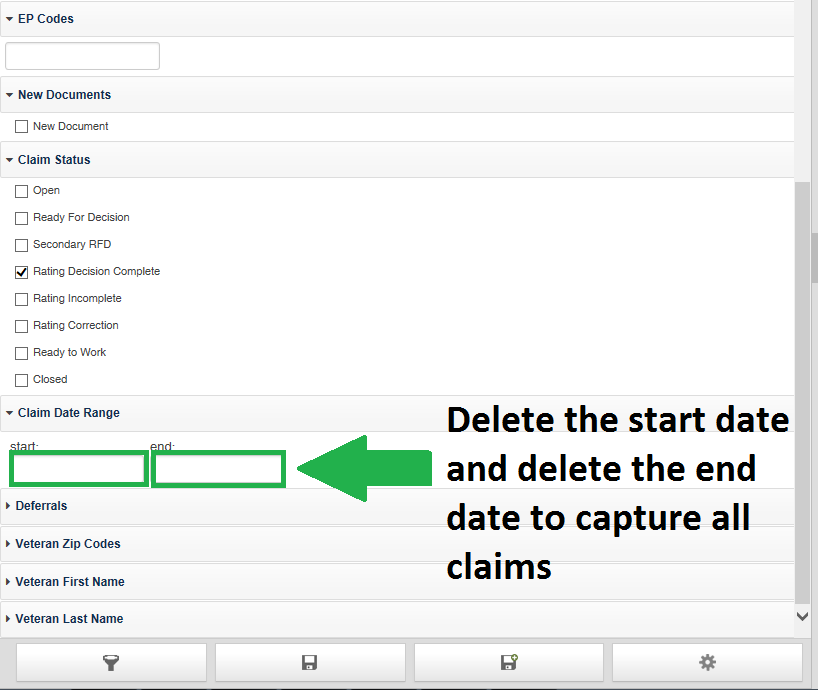 EP Codes
New Documents
New Document
Claim Status
Open
Ready For Decision
Secondary RFD
Rating Decision Complete
Rating Incomplete
Rating Correction
Ready to Work
Closed
Claim Date Range
start: end:
Delete the start date
and delete the end
date to capture all
claims
Deferrals
Veteran Zip Codes
Veteran First Name
Veteran Last Name